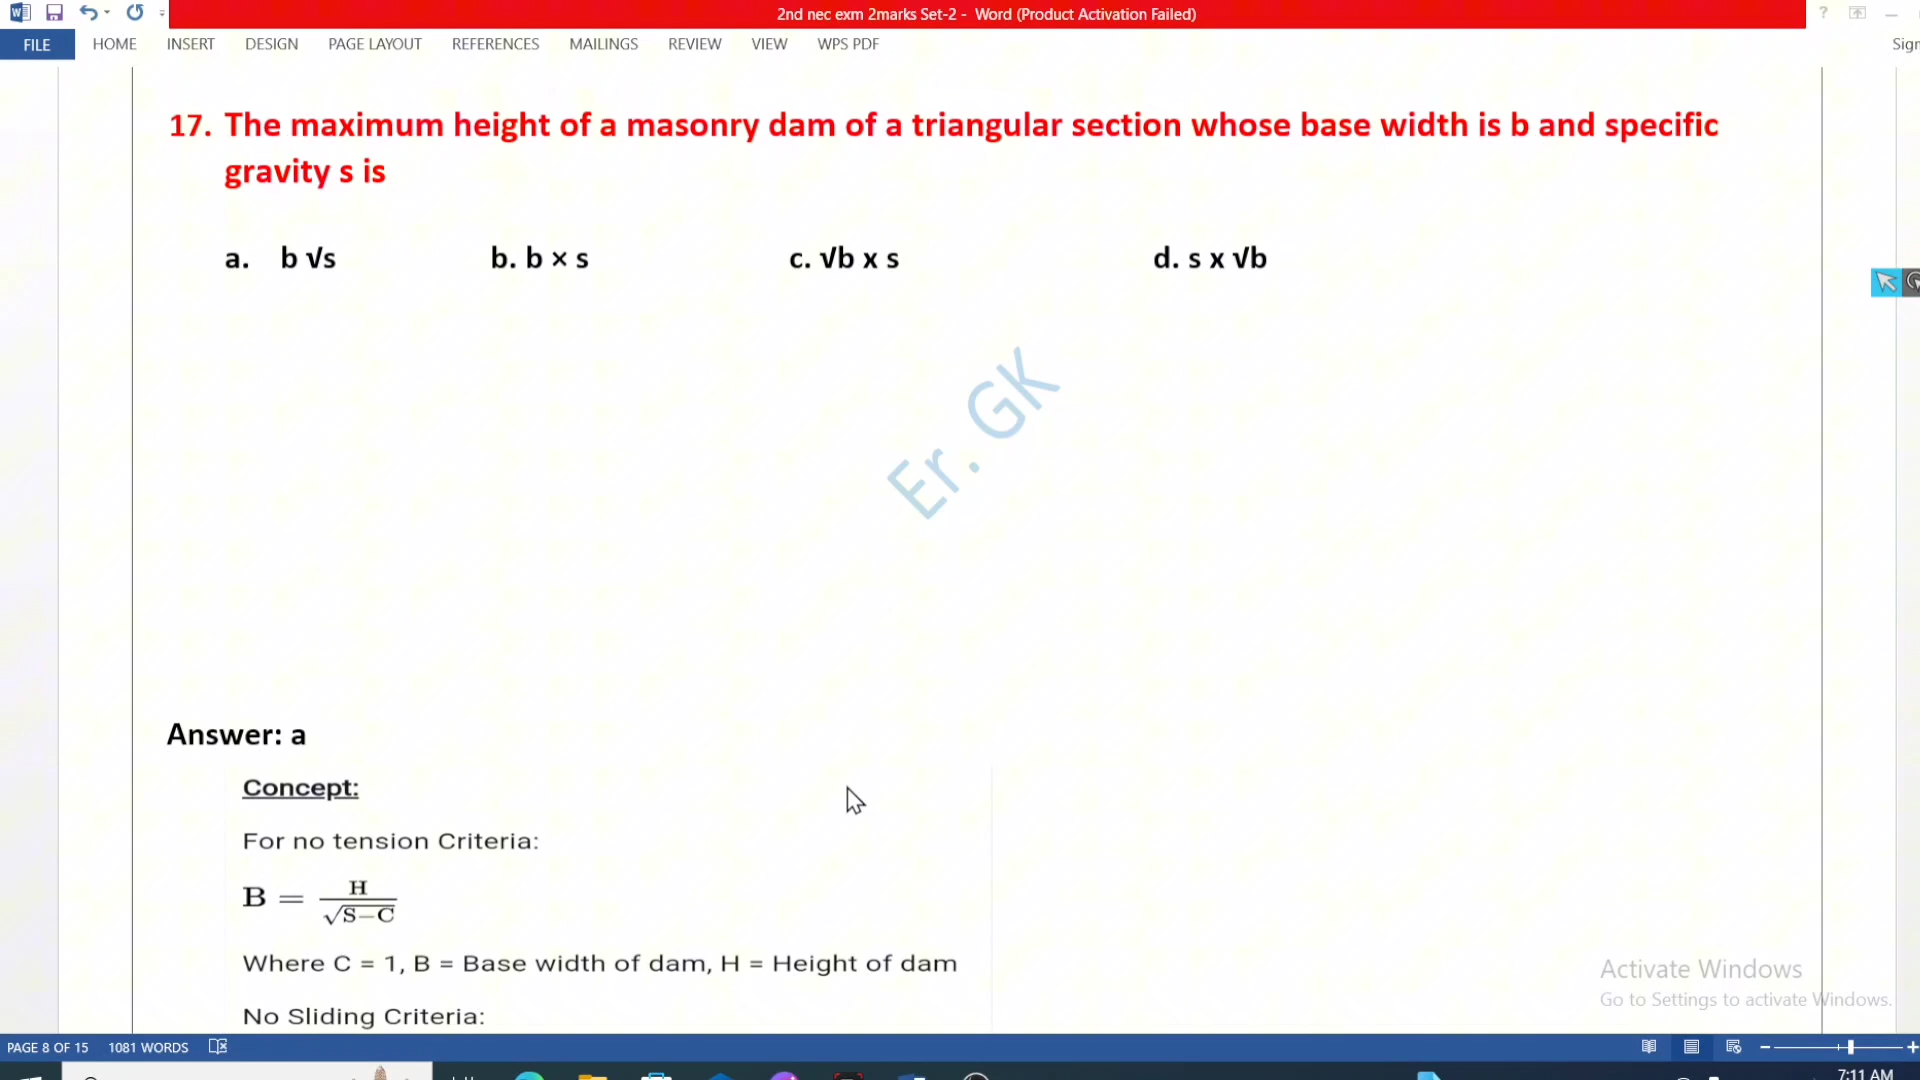 2nd nec exm 2marks Set-2 - Word (Product Activation Failed)
FILE HOME INSERT DESIGN PAGE LAYOUT REFERENCES MAILINGS REVIEW VIEW WPS PDF
17. The maximum height of a masonry dam of a triangular section whose base width is b and specific
gravity s is
a. b √s b. b × s c. √b x s d. s x √b
Er. GK
Answer: a
Concept:
For no tension Criteria:
B = H / √S−C
Where C = 1, B = Base width of dam, H = Height of dam
No Sliding Criteria:
Activate Windows
Go to Settings to activate Windows.
PAGE 8 OF 15 1081 WORDS
7:11 AM